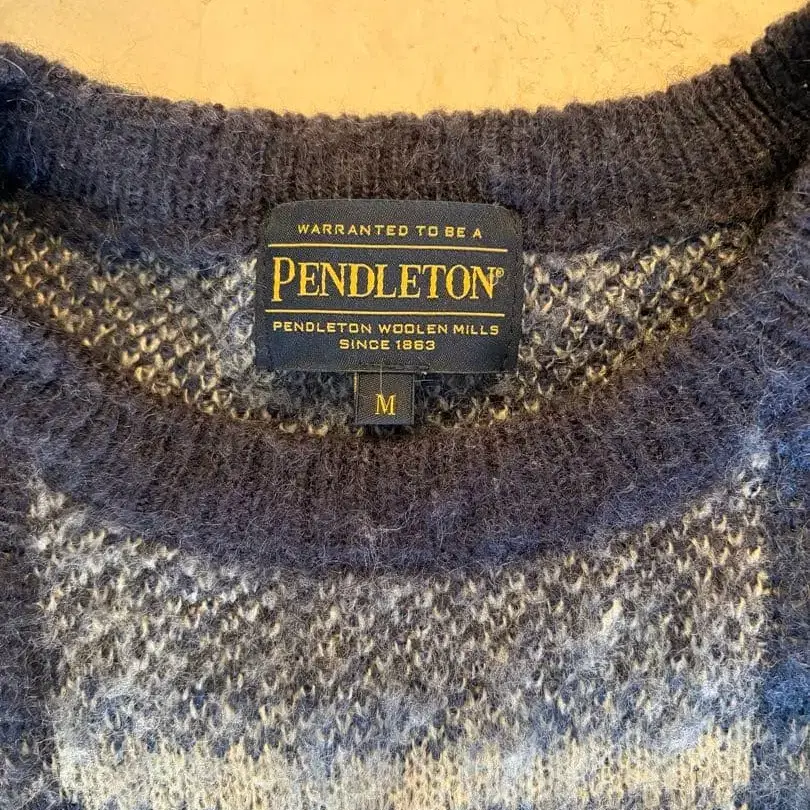 WARRANTED TO BE A
PENDLETON®
PENDLETON WOOLEN MILLS
SINCE 1863
M